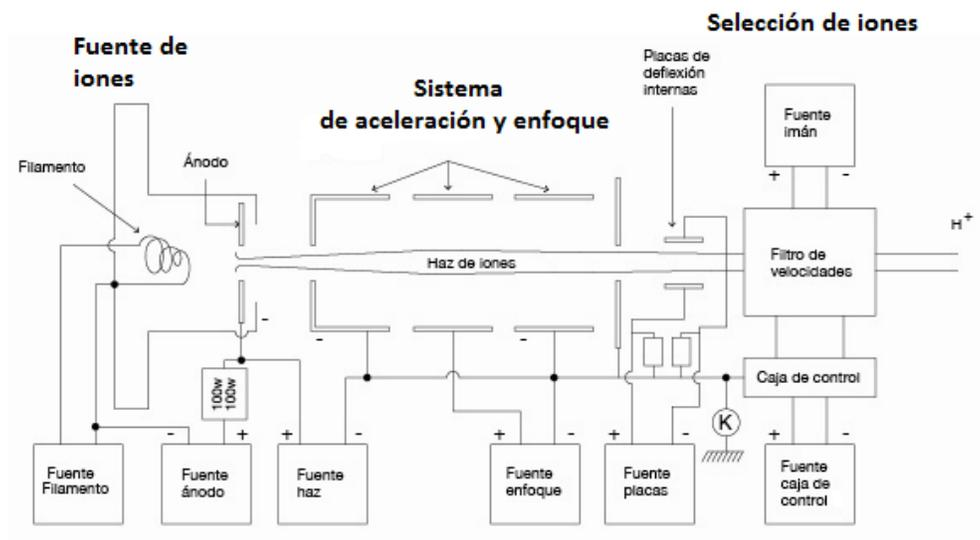 Selección de iones
Fuente de
iones
Sistema
de aceleración y enfoque
Placas de
deflexión
internas
Fuente
imán
+ -
Filamento
Ánodo
H+
Haz de iones
Filtro de
velocidades
-
- -
100w
100w
Caja de control
K
- + + - + - + - + -
Fuente
Filamento
Fuente
ánodo
Fuente
haz
Fuente
enfoque
Fuente
placas
Fuente
caja de
control